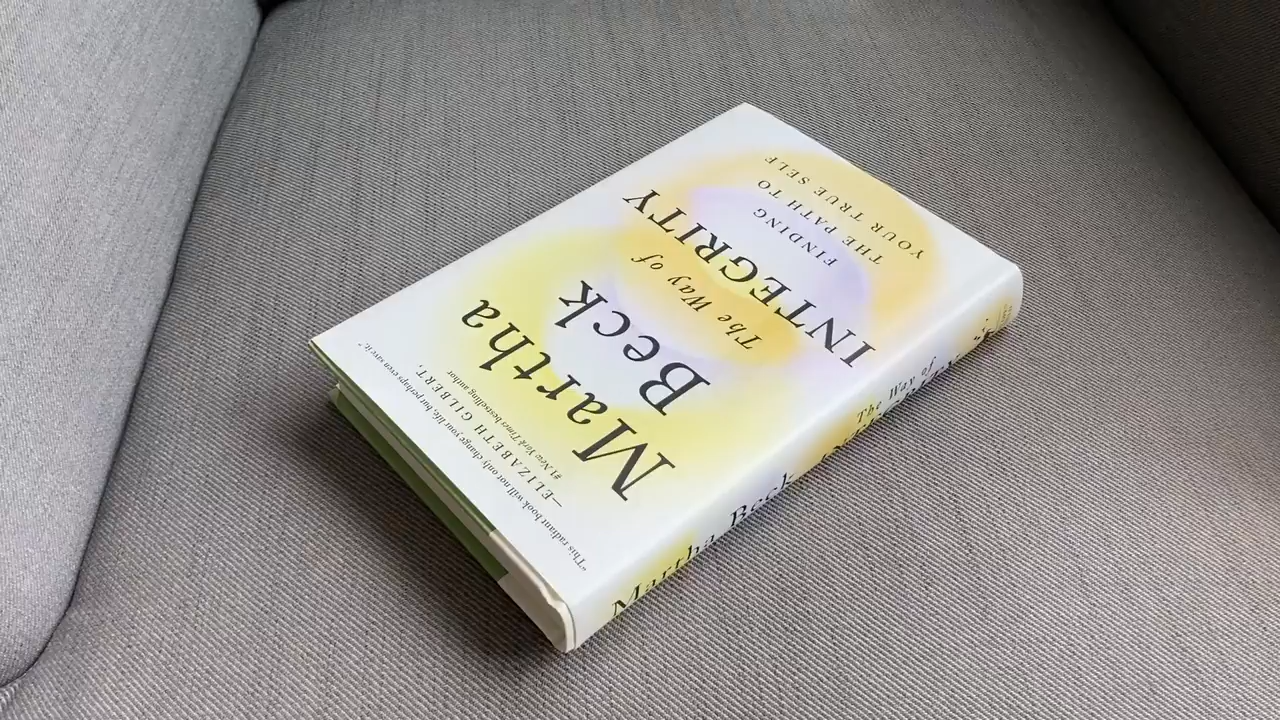 "This radiant book will not only change your life, but perhaps even save it."
—ELIZABETH GILBERT,
#1 New York Times bestselling author
Martha
Beck
The Way of
INTEGRITY
FINDING
THE PATH TO
YOUR TRUE SELF
Martha Beck
The Way of